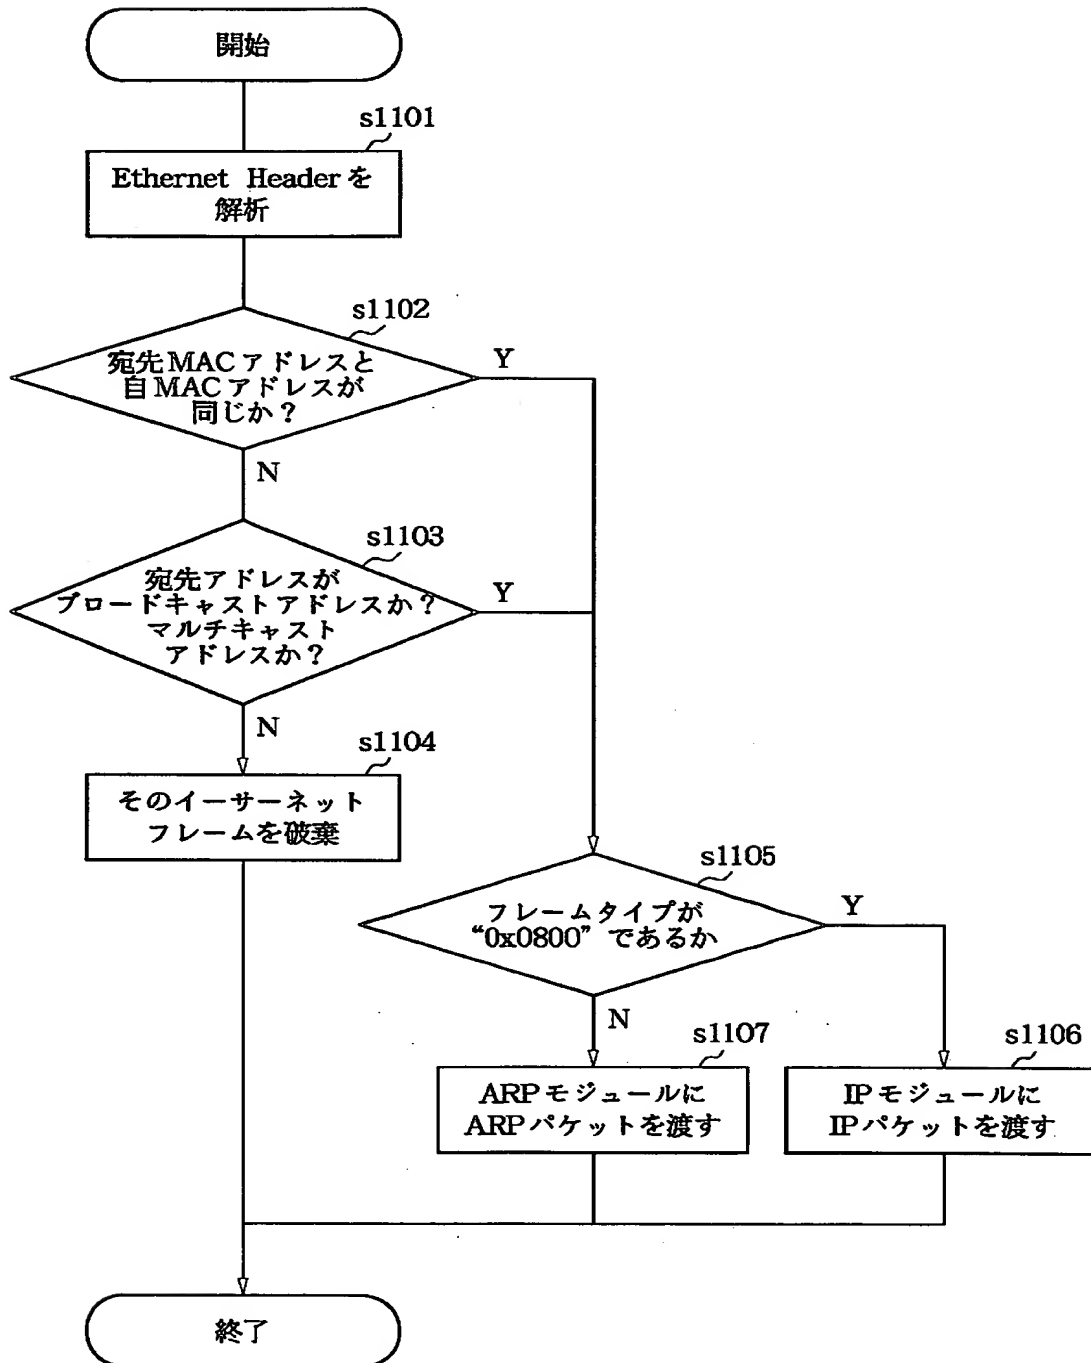 開始
s1101
Ethernet Headerを
解析
s1102
宛先MACアドレスと
自MACアドレスが
同じか?
Y
N
s1103
宛先アドレスが
ブロードキャストアドレスか?
マルチキャスト
アドレスか?
Y
N
s1104
そのイーサーネット
フレームを破棄
s1105
フレームタイプが
“0x0800”であるか
Y
N
s1107
ARPモジュールに
ARPパケットを渡す
s1106
IPモジュールに
IPパケットを渡す
終了